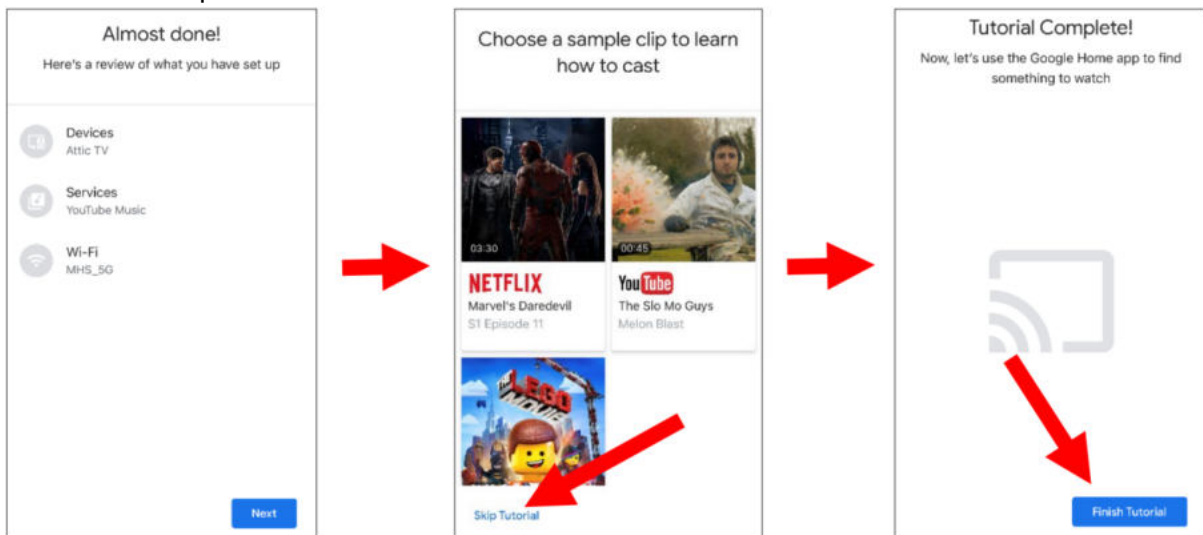 Almost done!
Here's a review of what you have set up
Devices
Attic TV
Services
YouTube Music
Wi-Fi
MHS_5G
Next
Choose a sample clip to learn
how to cast
03:30
NETFLIX
Marvel's Daredevil
S1 Episode 11
00:45
YouTube
The Slo Mo Guys
Melon Blast
THE LEGO
MOVIE
Skip Tutorial
Tutorial Complete!
Now, let's use the Google Home app to find
something to watch
Finish Tutorial